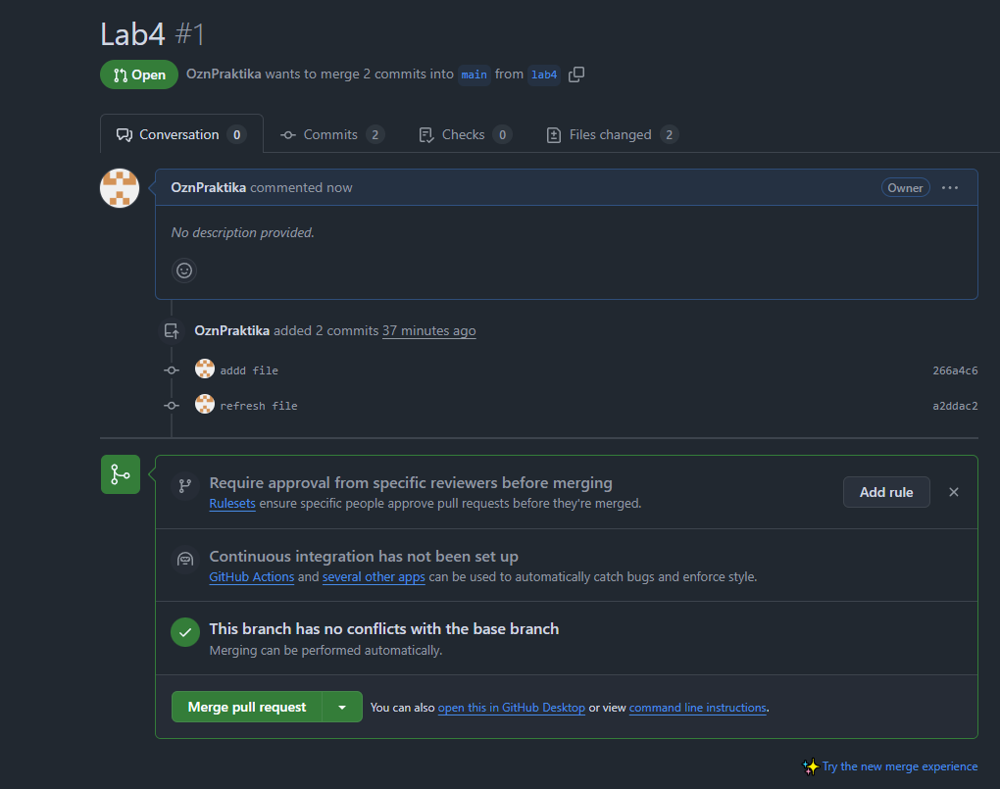 Lab4 #1
Open OznPraktika wants to merge 2 commits into main from lab4
Conversation 0 Commits 2 Checks 0 Files changed 2
OznPraktika commented now Owner
No description provided.
OznPraktika added 2 commits 37 minutes ago
addd file 266a4c6
refresh file a2ddac2
Require approval from specific reviewers before merging
Rulesets ensure specific people approve pull requests before they're merged.
Add rule
Continuous integration has not been set up
GitHub Actions and several other apps can be used to automatically catch bugs and enforce style.
This branch has no conflicts with the base branch
Merging can be performed automatically.
Merge pull request You can also open this in GitHub Desktop or view command line instructions.
Try the new merge experience